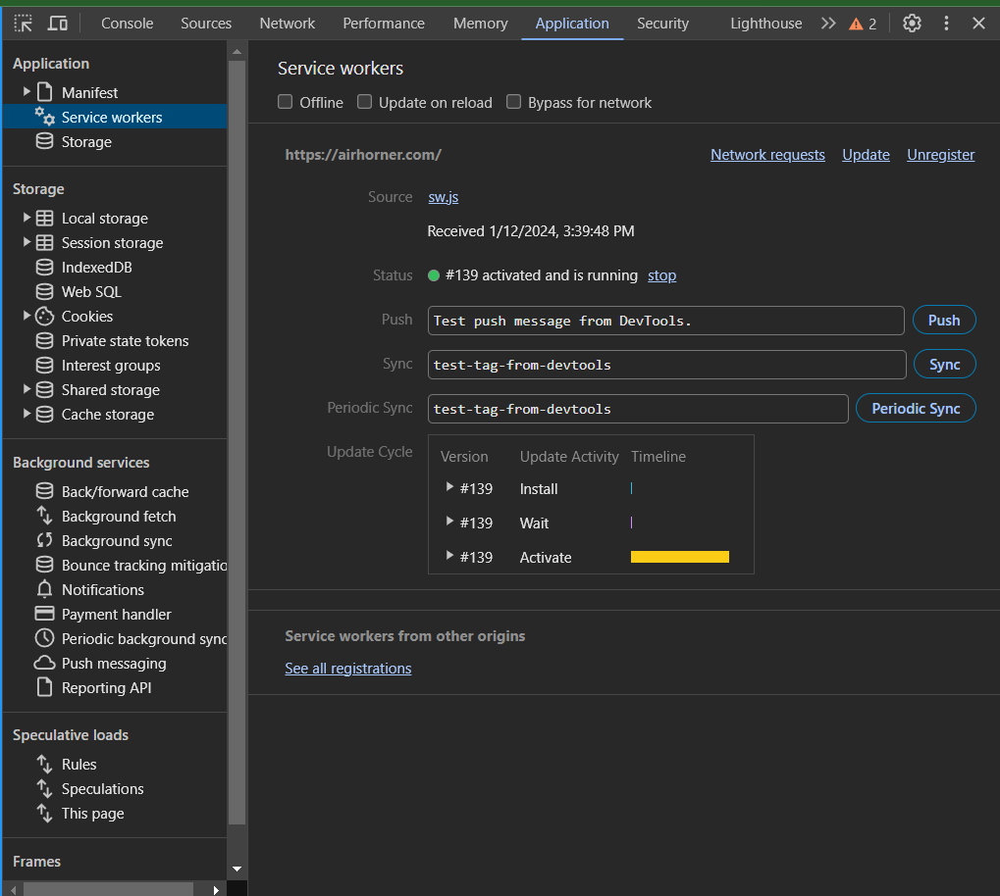 Console Sources Network Performance Memory Application Security Lighthouse 2
Application
Manifest
Service workers
Storage
Storage
Local storage
Session storage
IndexedDB
Web SQL
Cookies
Private state tokens
Interest groups
Shared storage
Cache storage
Background services
Back/forward cache
Background fetch
Background sync
Bounce tracking mitigatio
Notifications
Payment handler
Periodic background sync
Push messaging
Reporting API
Speculative loads
Rules
Speculations
This page
Frames
Service workers
Offline Update on reload Bypass for network
https://airhorner.com/ Network requests Update Unregister
Source sw.js
Received 1/12/2024, 3:39:48 PM
Status #139 activated and is running stop
Push Test push message from DevTools. Push
Sync test-tag-from-devtools Sync
Periodic Sync test-tag-from-devtools Periodic Sync
Update Cycle Version Update Activity Timeline
#139 Install
#139 Wait
#139 Activate
Service workers from other origins
See all registrations